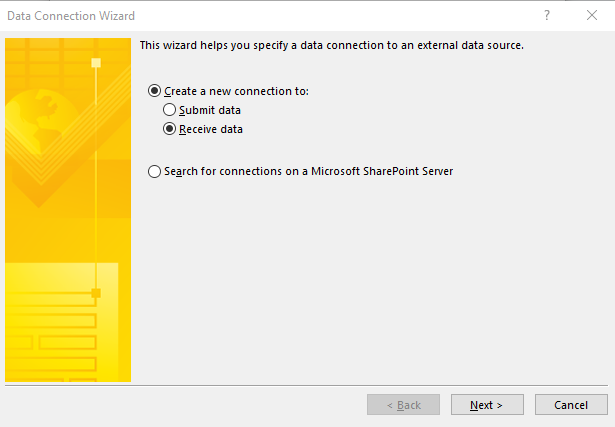 Data Connection Wizard ?
This wizard helps you specify a data connection to an external data source.
Create a new connection to:
Submit data
Receive data
Search for connections on a Microsoft SharePoint Server
< Back Next > Cancel